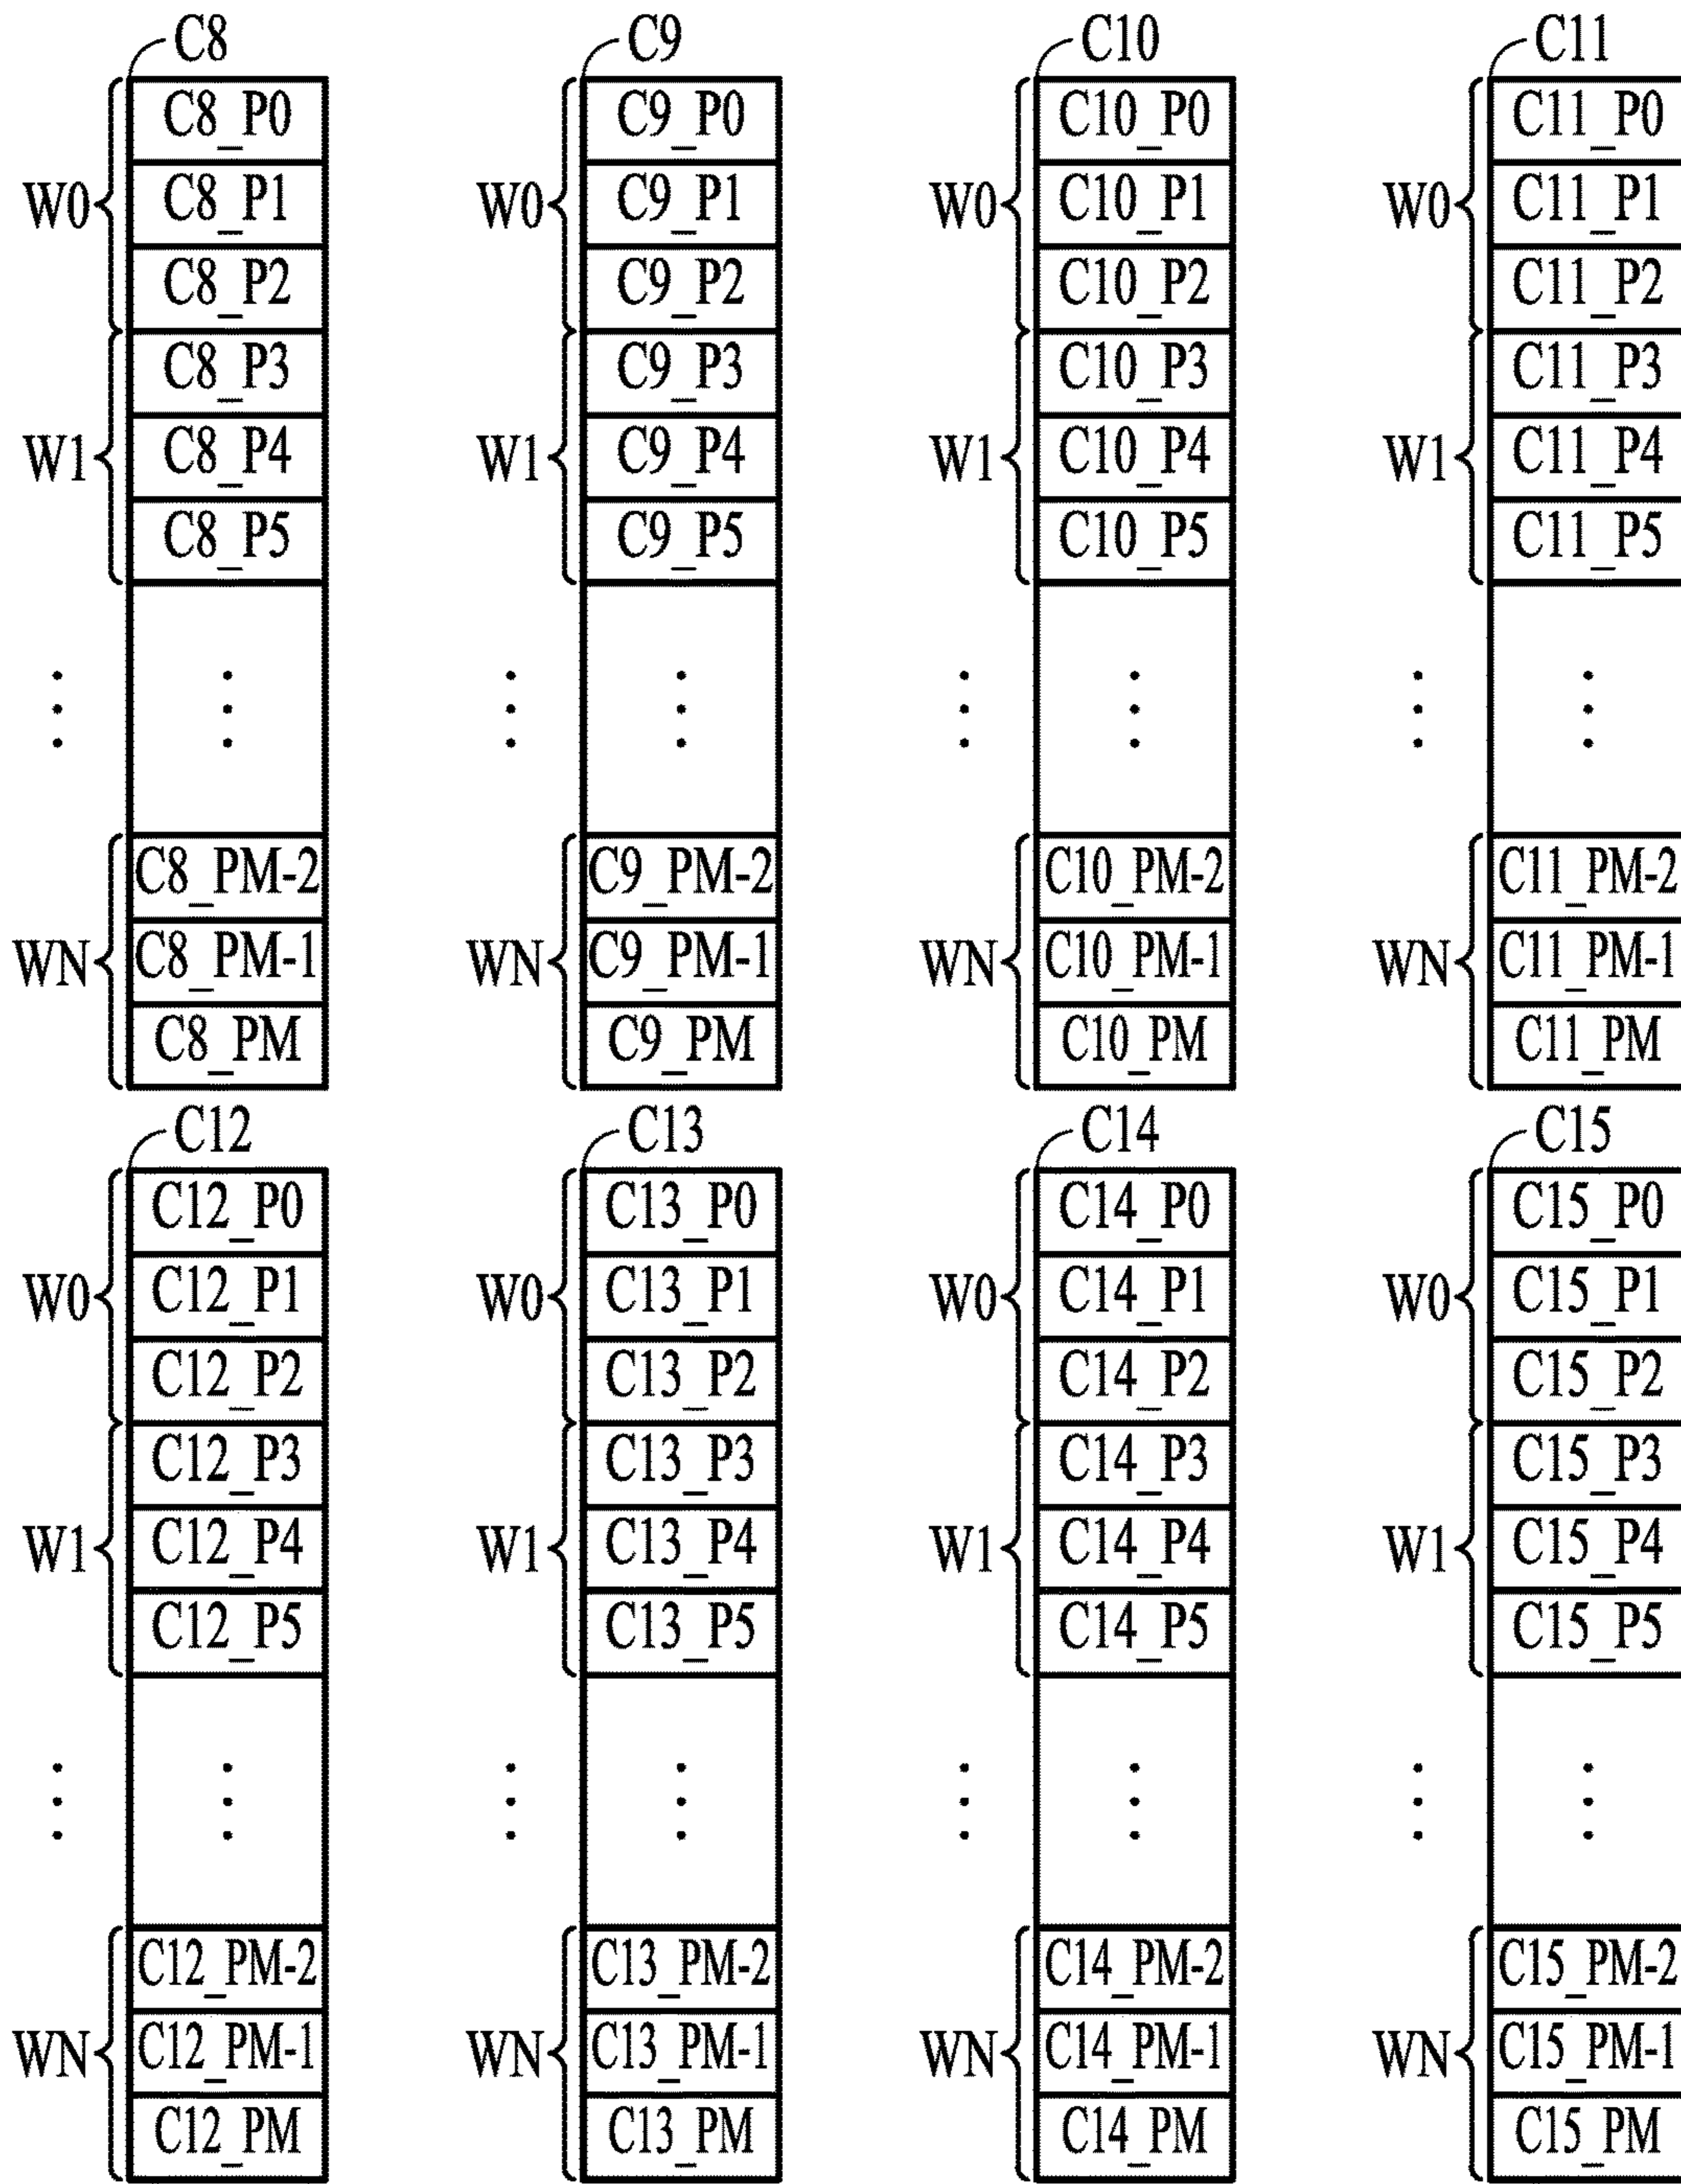 C8 C9 C10 C11
C8_P0 C9_P0 C10_P0 C11_P0
W0 C8_P1 W0 C9_P1 W0 C10_P1 W0 C11_P1
C8_P2 C9_P2 C10_P2 C11_P2
C8_P3 C9_P3 C10_P3 C11_P3
W1 C8_P4 W1 C9_P4 W1 C10_P4 W1 C11_P4
C8_P5 C9_P5 C10_P5 C11_P5
C8_PM-2 C9_PM-2 C10_PM-2 C11_PM-2
WN C8_PM-1 WN C9_PM-1 WN C10_PM-1 WN C11_PM-1
C8_PM C9_PM C10_PM C11_PM
C12 C13 C14 C15
C12_P0 C13_P0 C14_P0 C15_P0
W0 C12_P1 W0 C13_P1 W0 C14_P1 W0 C15_P1
C12_P2 C13_P2 C14_P2 C15_P2
C12_P3 C13_P3 C14_P3 C15_P3
W1 C12_P4 W1 C13_P4 W1 C14_P4 W1 C15_P4
C12_P5 C13_P5 C14_P5 C15_P5
C12_PM-2 C13_PM-2 C14_PM-2 C15_PM-2
WN C12_PM-1 WN C13_PM-1 WN C14_PM-1 WN C15_PM-1
C12_PM C13_PM C14_PM C15_PM